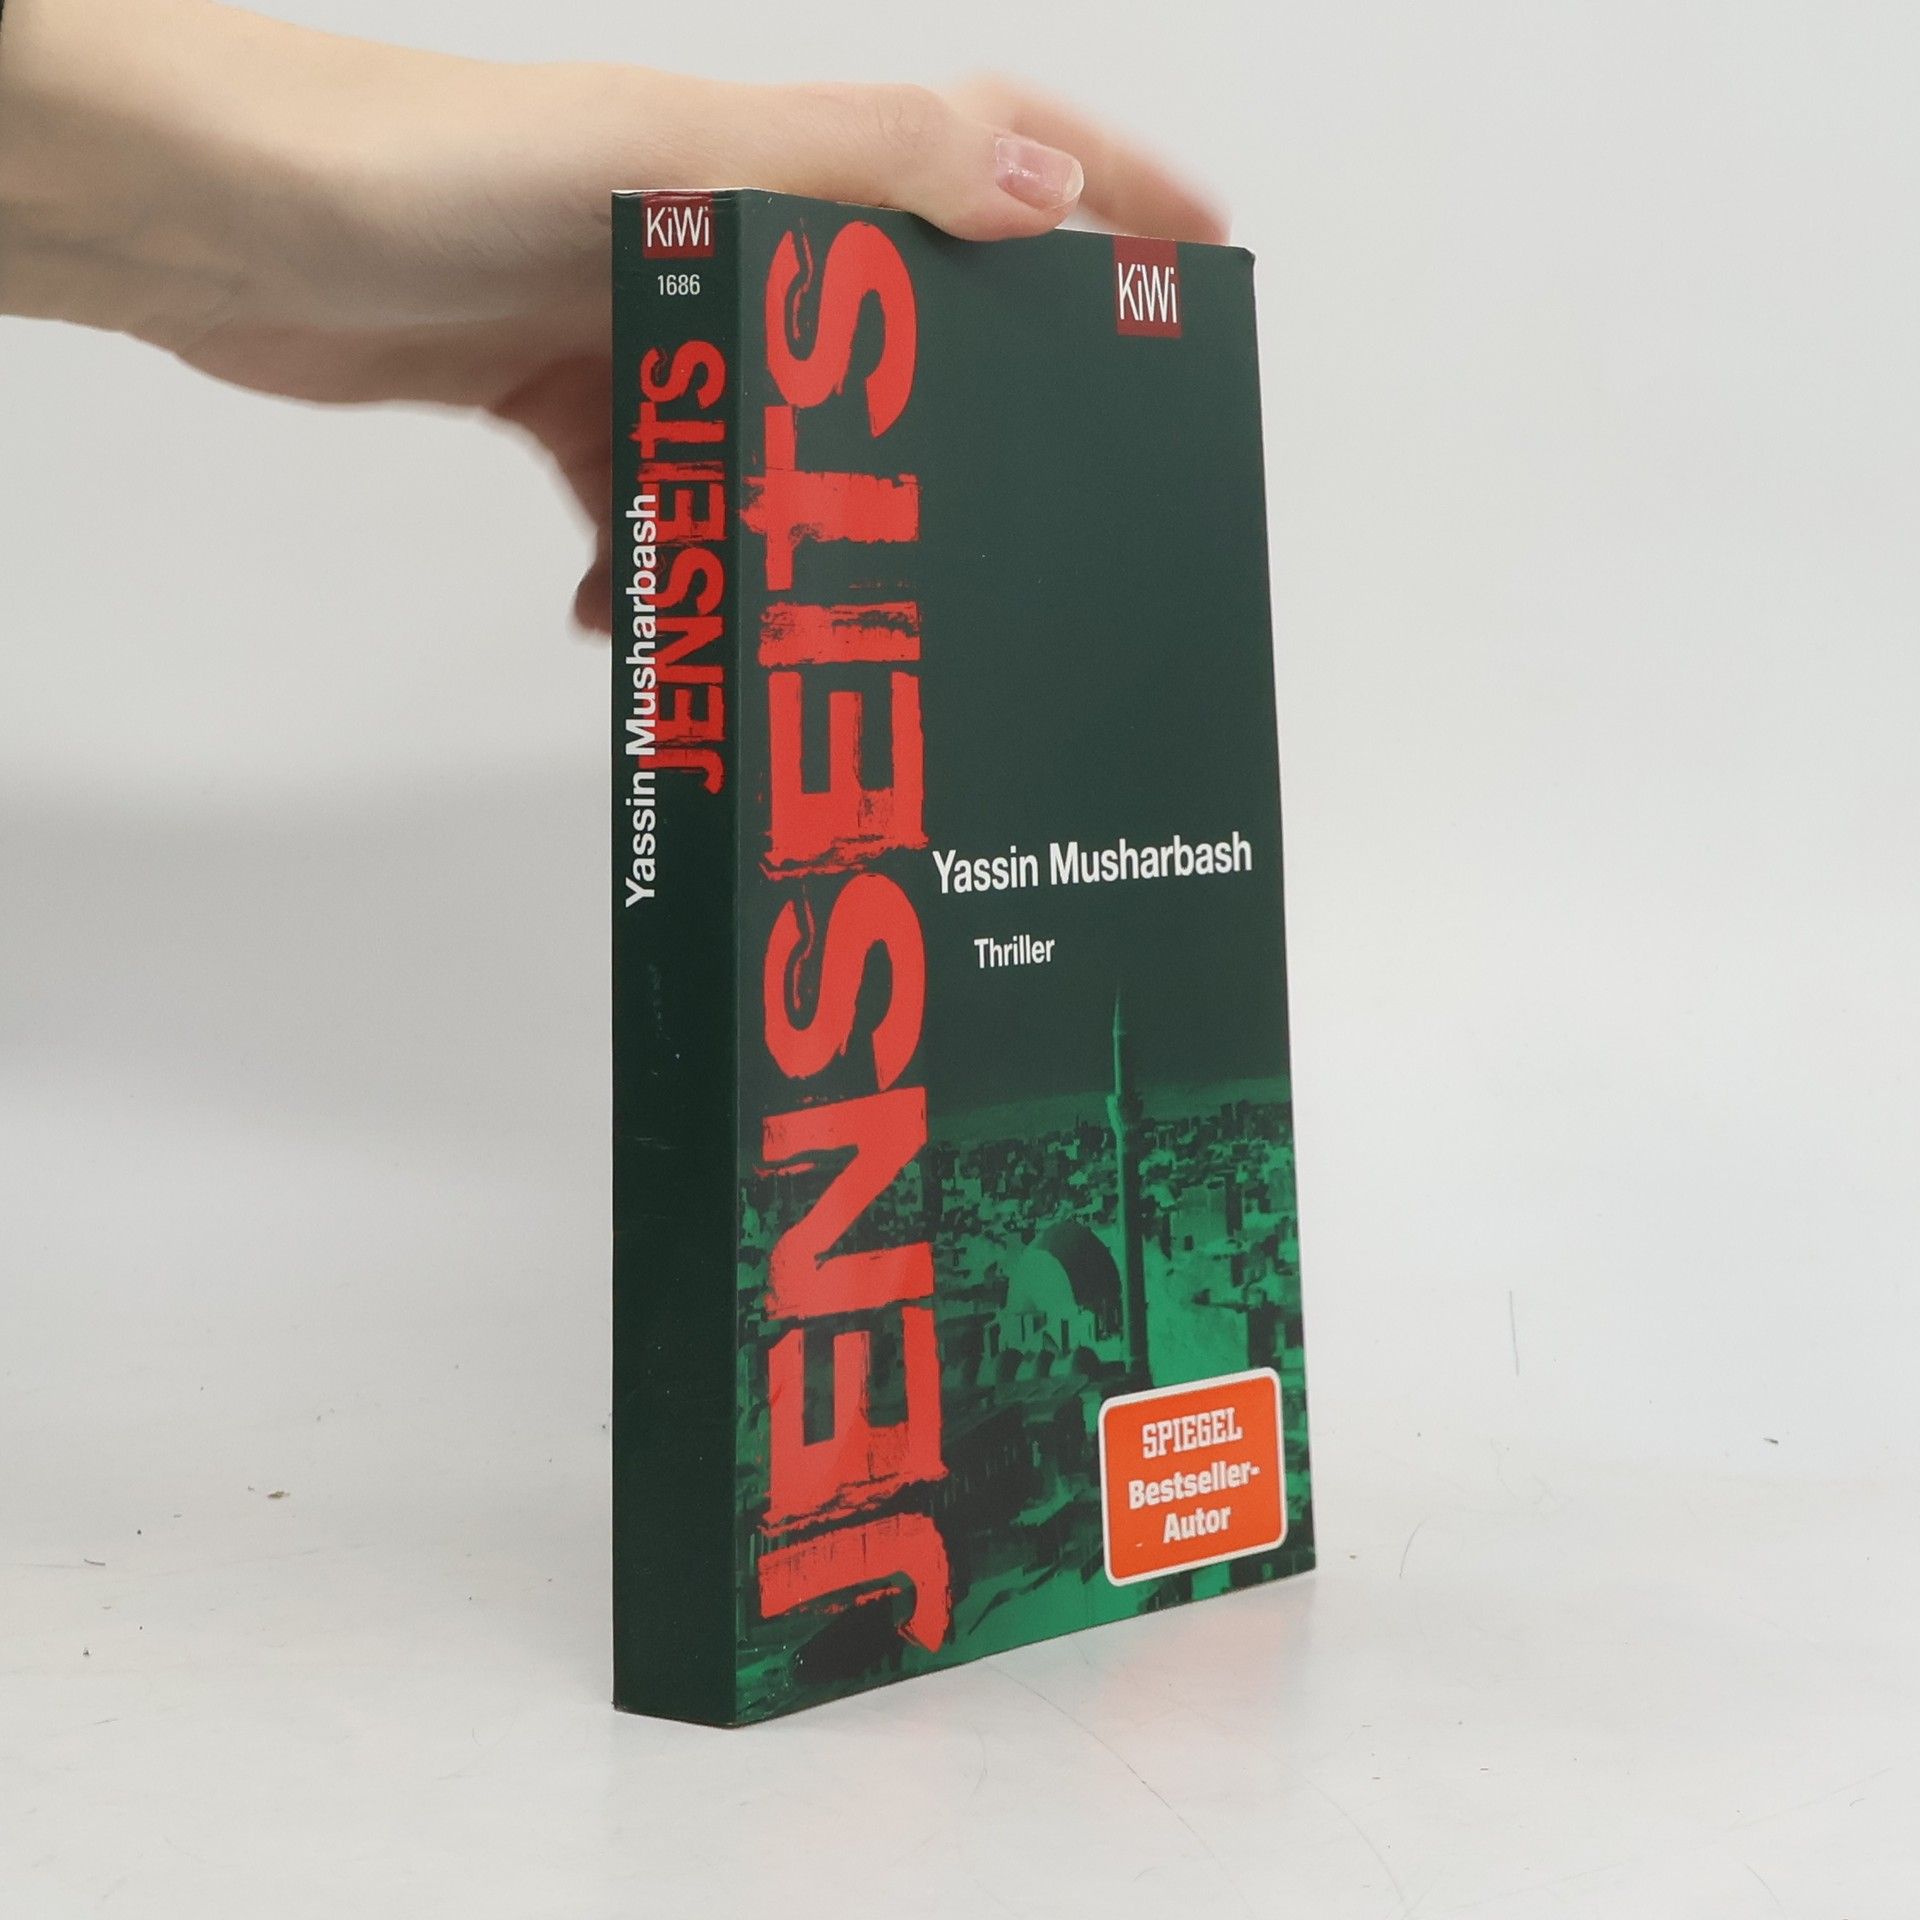 KiWi
1686
JENSEITS
Yassin Musharbash
JENSEITS
KiWi
Yassin Musharbash
Thriller
SPIEGEL
Bestseller-
Autor